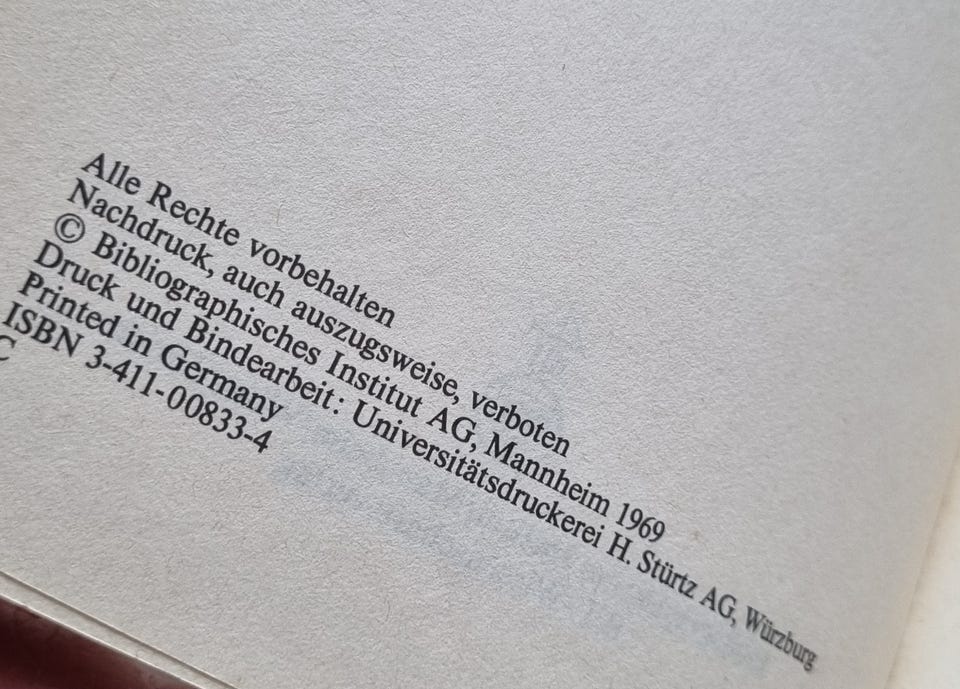 Alle Rechte vorbehalten
Nachdruck, auch auszugsweise, verboten
© Bibliographisches Institut AG, Mannheim 1969
Druck und Bindearbeit: Universitätsdruckerei H. Stürtz AG, Würzburg
Printed in Germany
ISBN 3-411-00833-4
C